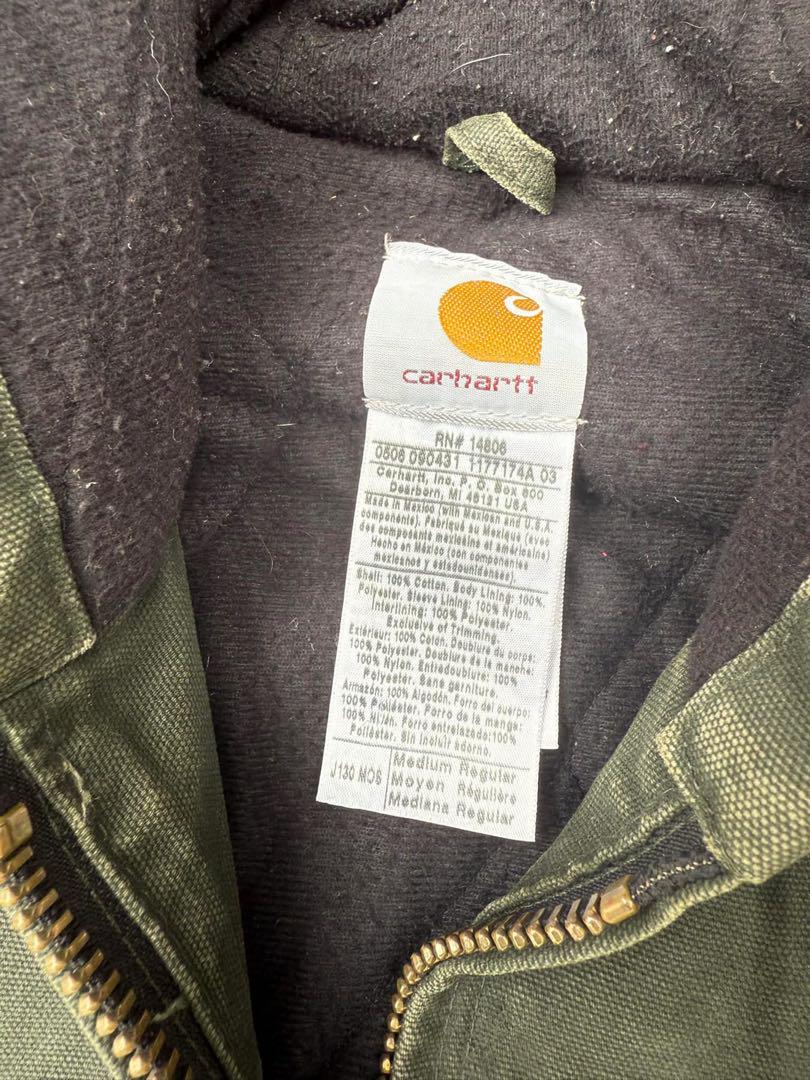 carhartt
RN# 14806
0506 090431 1177174A 03
Carhartt, Inc. P. O. Box 600
Dearborn, MI 48131 USA
Made in Mexico (with Mexican and U.S.A.
components). Fabriqué au Mexique (avec
des composants mexicains et américains)
Hecho en México (con componentes
mexicanos y estadounidenses).
Shell: 100% Cotton. Body Lining: 100%
Polyester. Sleeve Lining: 100% Nylon.
Interlining: 100% Polyester.
Exclusive of Trimming.
Extérieur: 100% Coton. Doublure du corps:
100% Polyester. Doublure de la manche:
100% Nylon. Entredoublure: 100%
Polyester. Sans garniture.
Armazón: 100% Algodón. Forro del cuerpo:
100% Poliéster. Forro de la manga:
100% Nilón. Forro entrelazado: 100%
Poliéster. Sin incluir adorno.
J130 MOS
Medium Regular
Moyen Régulière
Mediana Regular